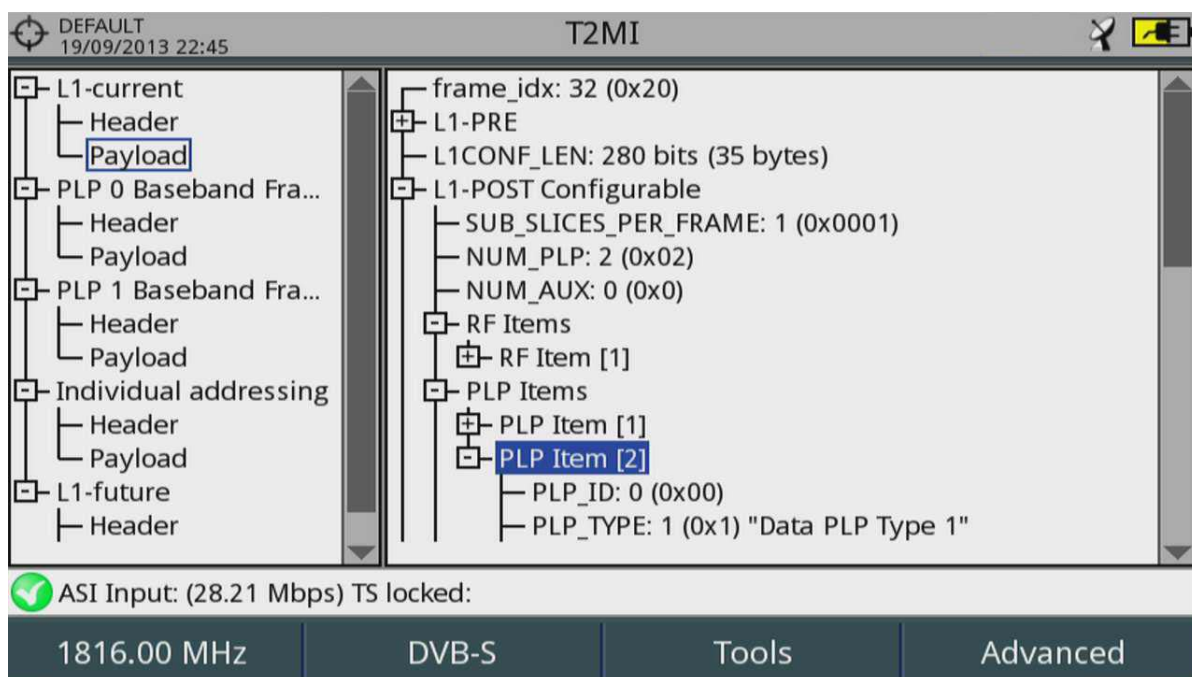 DEFAULT
19/09/2013 22:45
T2MI
L1-current
Header
Payload
PLP 0 Baseband Fra...
Header
Payload
PLP 1 Baseband Fra...
Header
Payload
Individual addressing
Header
Payload
L1-future
Header
frame_idx: 32 (0x20)
L1-PRE
L1CONF_LEN: 280 bits (35 bytes)
L1-POST Configurable
SUB_SLICES_PER_FRAME: 1 (0x0001)
NUM_PLP: 2 (0x02)
NUM_AUX: 0 (0x0)
RF Items
RF Item [1]
PLP Items
PLP Item [1]
PLP Item [2]
PLP_ID: 0 (0x00)
PLP_TYPE: 1 (0x1) "Data PLP Type 1"
ASI Input: (28.21 Mbps) TS locked:
1816.00 MHz
DVB-S
Tools
Advanced